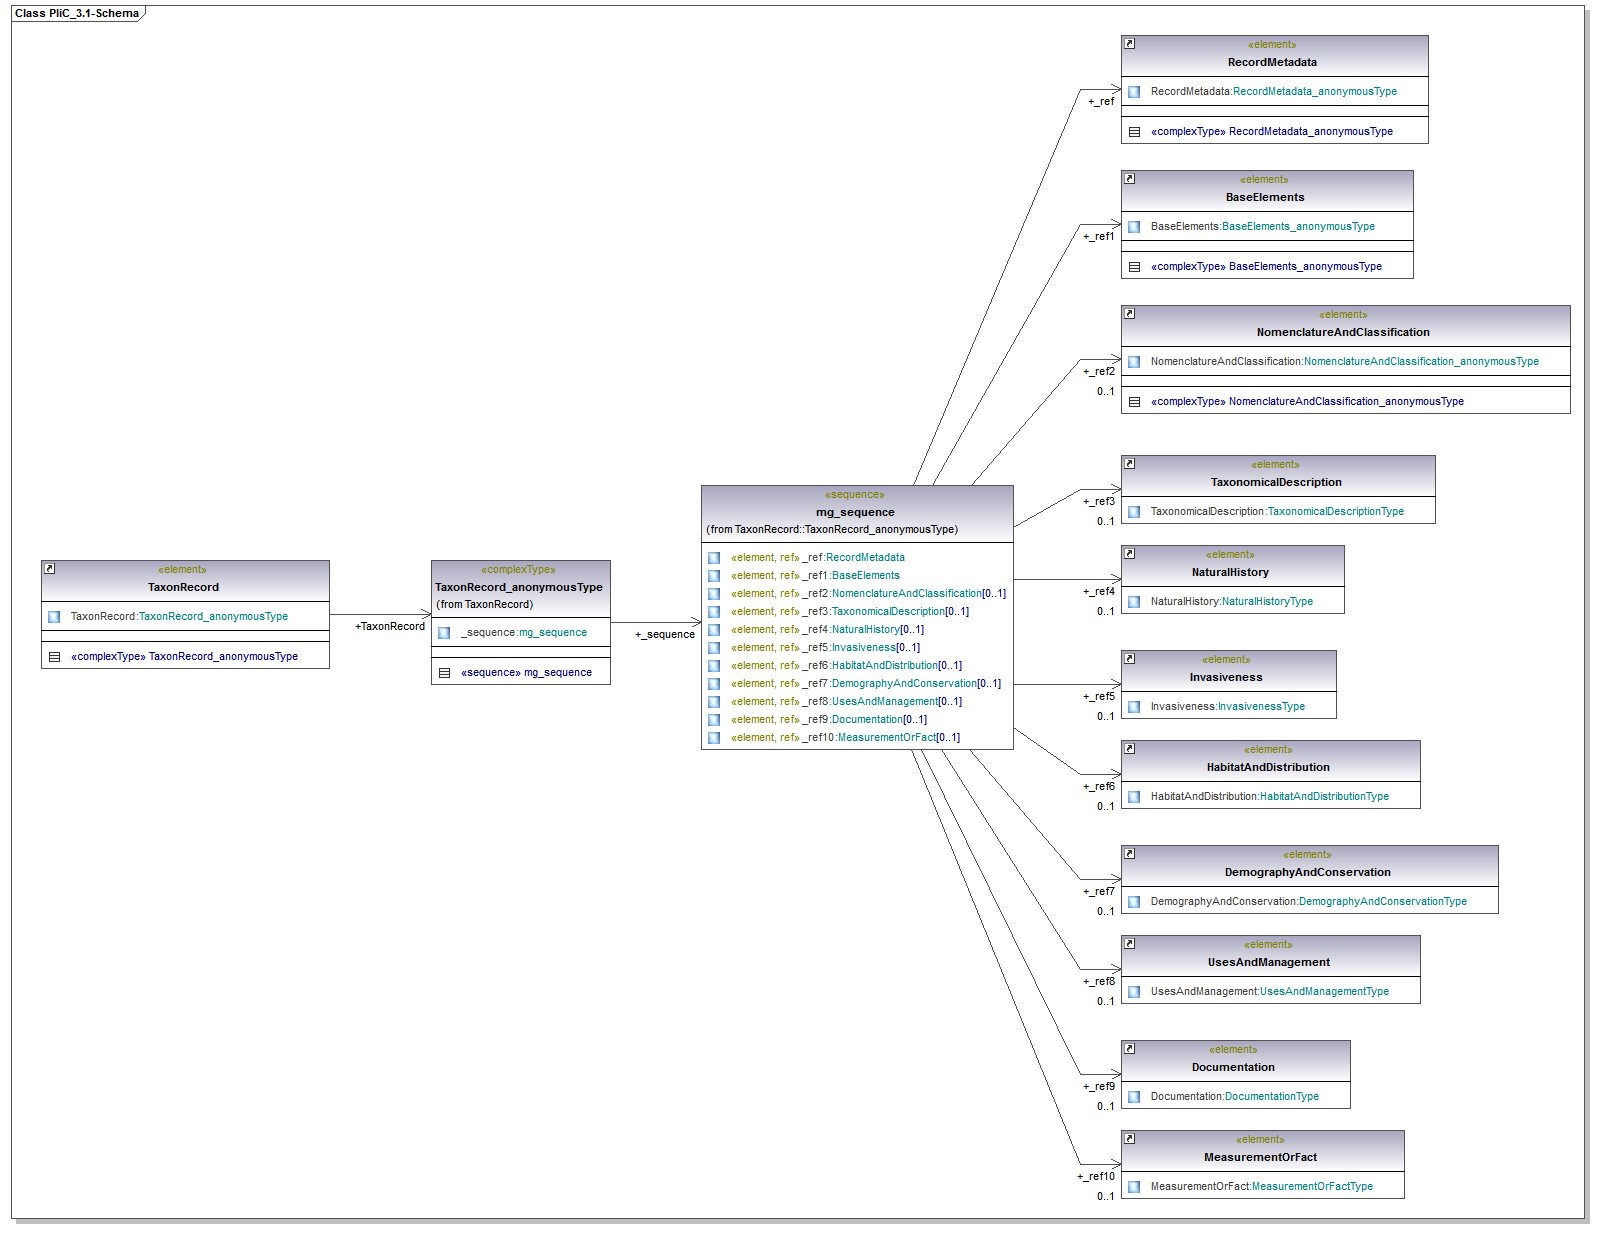 Class PliC_3.1-Schema
«element»
TaxonRecord
TaxonRecord:TaxonRecord_anonymousType
«complexType» TaxonRecord_anonymousType
+TaxonRecord
«complexType»
TaxonRecord_anonymousType
(from TaxonRecord)
_sequence:mg_sequence
«sequence» mg_sequence
+_sequence
«sequence»
mg_sequence
(from TaxonRecord::TaxonRecord_anonymousType)
«element, ref» _ref:RecordMetadata
«element, ref» _ref1:BaseElements
«element, ref» _ref2:NomenclatureAndClassification[0..1]
«element, ref» _ref3:TaxonomicalDescription[0..1]
«element, ref» _ref4:NaturalHistory[0..1]
«element, ref» _ref5:Invasiveness[0..1]
«element, ref» _ref6:HabitatAndDistribution[0..1]
«element, ref» _ref7:DemographyAndConservation[0..1]
«element, ref» _ref8:UsesAndManagement[0..1]
«element, ref» _ref9:Documentation[0..1]
«element, ref» _ref10:MeasurementOrFact[0..1]
+_ref
«element»
RecordMetadata
RecordMetadata:RecordMetadata_anonymousType
«complexType» RecordMetadata_anonymousType
+_ref1
«element»
BaseElements
BaseElements:BaseElements_anonymousType
«complexType» BaseElements_anonymousType
+_ref2
0..1
«element»
NomenclatureAndClassification
NomenclatureAndClassification:NomenclatureAndClassification_anonymousType
«complexType» NomenclatureAndClassification_anonymousType
+_ref3
0..1
«element»
TaxonomicalDescription
TaxonomicalDescription:TaxonomicalDescriptionType
+_ref4
0..1
«element»
NaturalHistory
NaturalHistory:NaturalHistoryType
+_ref5
0..1
«element»
Invasiveness
Invasiveness:InvasivenessType
+_ref6
0..1
«element»
HabitatAndDistribution
HabitatAndDistribution:HabitatAndDistributionType
+_ref7
0..1
«element»
DemographyAndConservation
DemographyAndConservation:DemographyAndConservationType
+_ref8
0..1
«element»
UsesAndManagement
UsesAndManagement:UsesAndManagementType
+_ref9
0..1
«element»
Documentation
Documentation:DocumentationType
+_ref10
0..1
«element»
MeasurementOrFact
MeasurementOrFact:MeasurementOrFactType